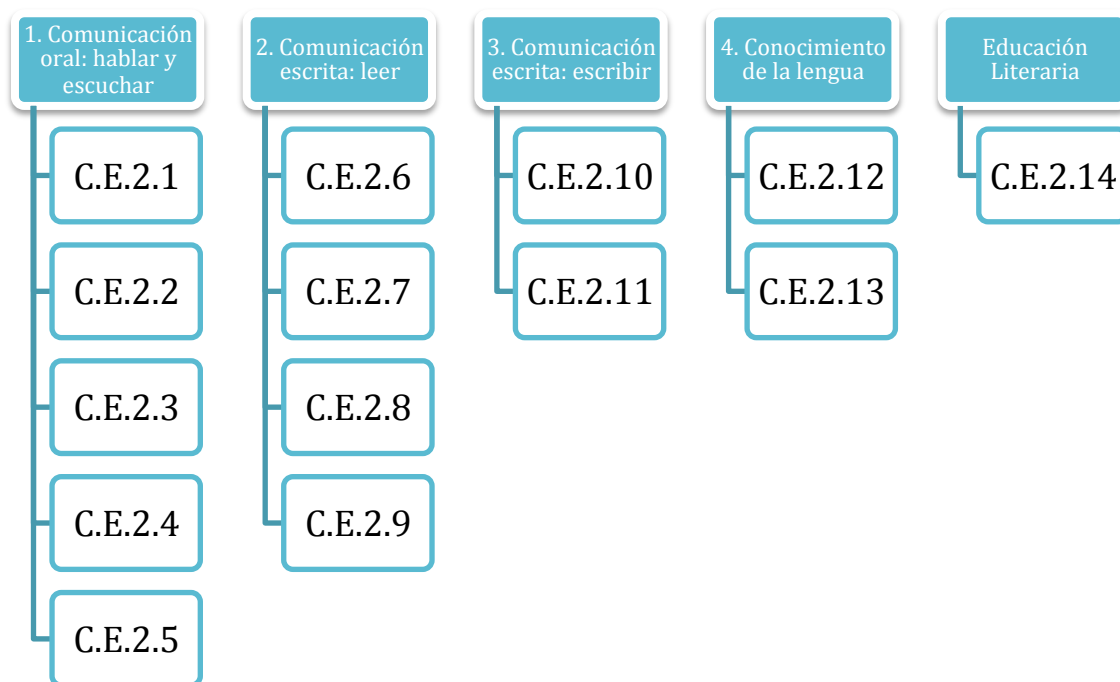 1. Comunicación
oral: hablar y
escuchar
C.E.2.1
C.E.2.2
C.E.2.3
C.E.2.4
C.E.2.5
2. Comunicación
escrita: leer
C.E.2.6
C.E.2.7
C.E.2.8
C.E.2.9
3. Comunicación
escrita: escribir
C.E.2.10
C.E.2.11
4. Conocimiento
de la lengua
C.E.2.12
C.E.2.13
Educación
Literaria
C.E.2.14